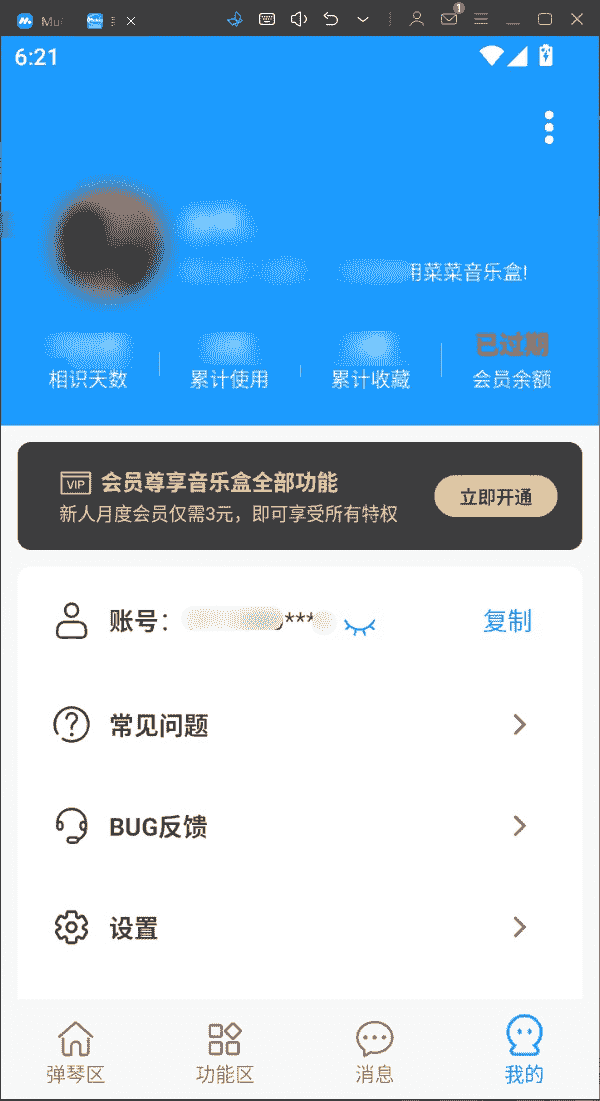 Mu
1
6:21
用菜菜音乐盒!
已过期
相识天数
累计使用
累计收藏
会员余额
VIP 会员尊享音乐盒全部功能
新人月度会员仅需3元，即可享受所有特权
立即开通
账号：
***
复制
常见问题
BUG反馈
设置
弹琴区
功能区
消息
我的